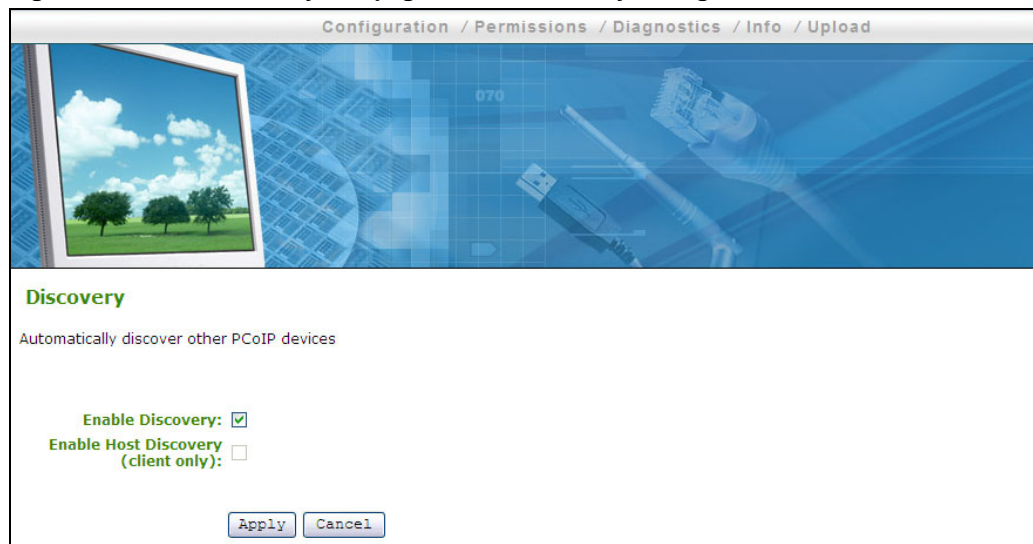 Configuration / Permissions / Diagnostics / Info / Upload
070
Discovery
Automatically discover other PCoIP devices
Enable Discovery:
Enable Host Discovery
(client only):
Apply Cancel